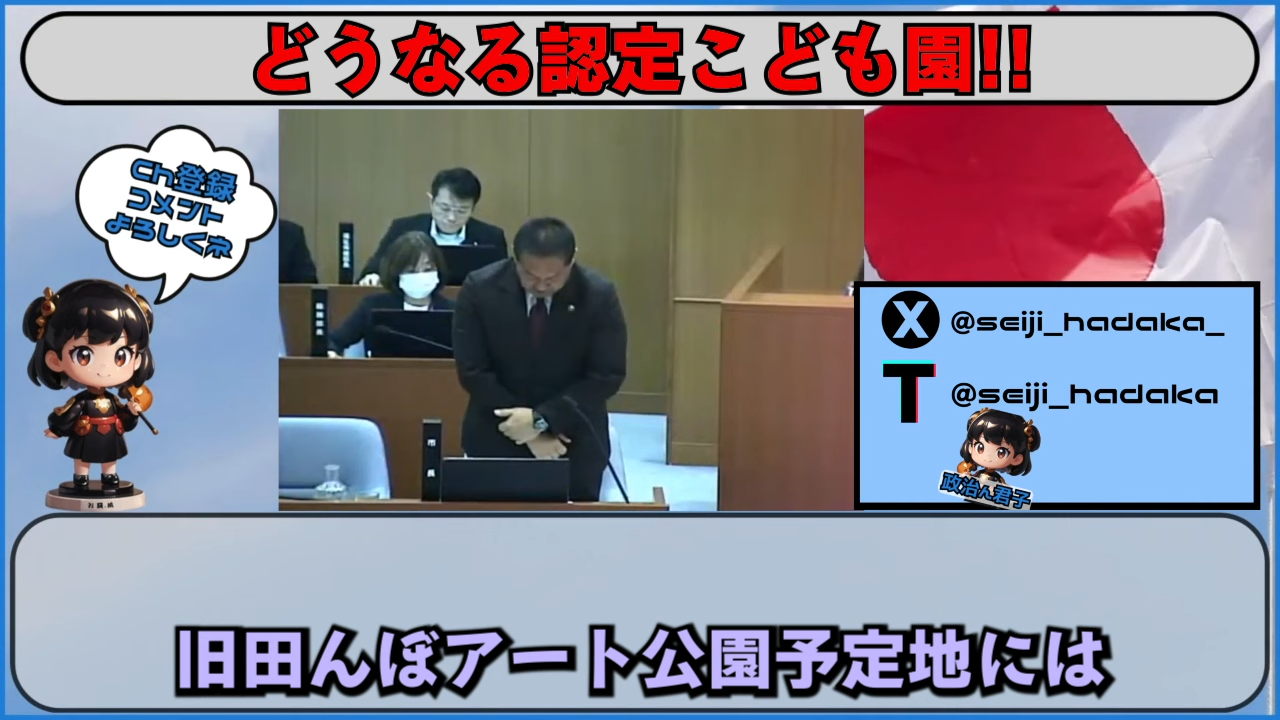 どうなる認定こども園!!
Ch登録
コメント
よろしくネ
X @seiji_hadaka_
T @seiji_hadaka
政治ん君子
市長
旧田んぼアート公園予定地には